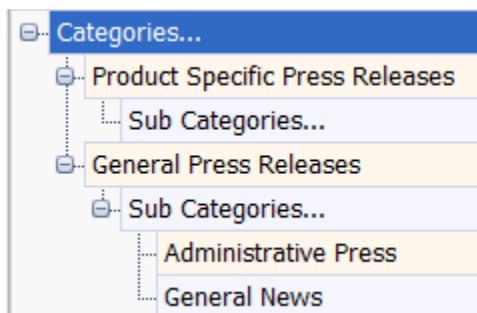 Categories...
Product Specific Press Releases
Sub Categories...
General Press Releases
Sub Categories...
Administrative Press
General News